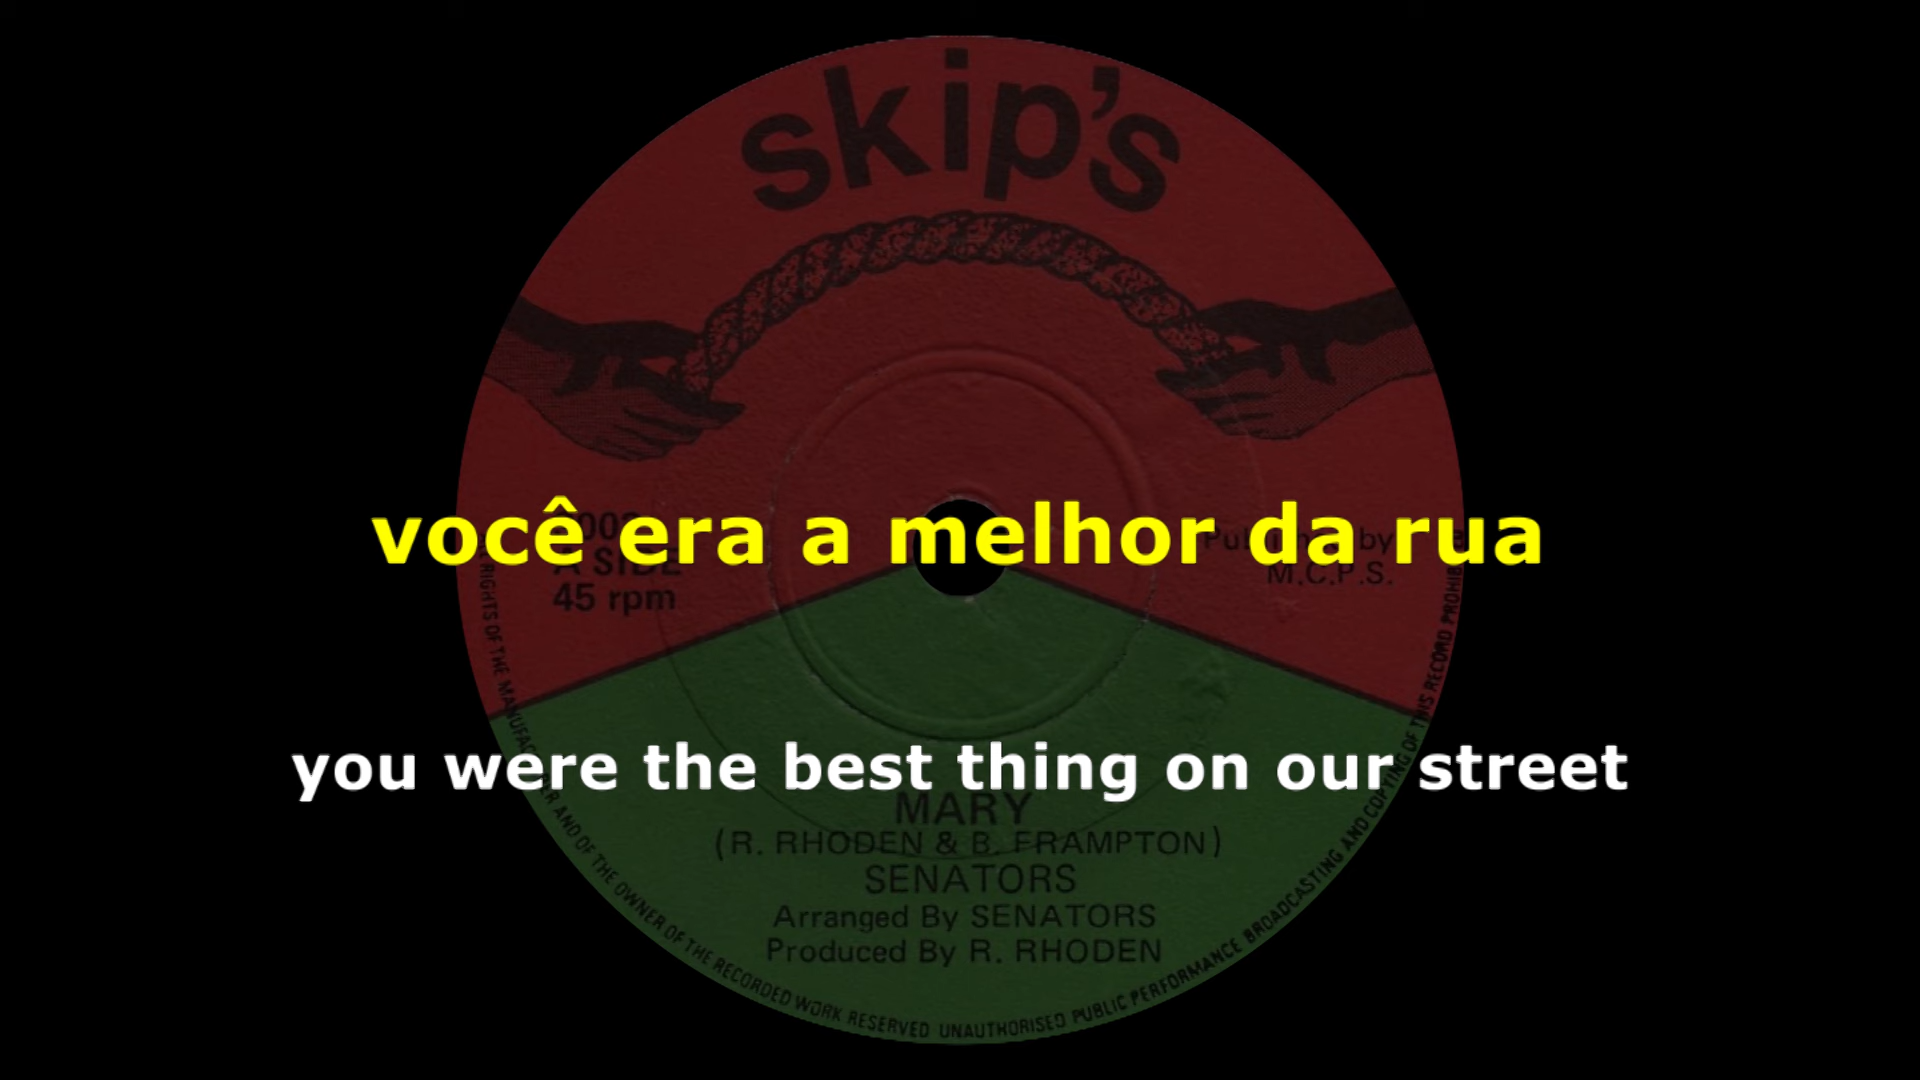 skip's
você era a melhor da rua
A SIDE
45 rpm
M.C.P.S.
you were the best thing on our street
MARY
(R. RHODEN & B. FRAMPTON)
SENATORS
Arranged By SENATORS
Produced By R. RHODEN
RIGHTS OF THE MANUFACTURER AND OF THE OWNER OF THE RECORDED WORK RESERVED UNAUTHORISED PUBLIC PERFORMANCE BROADCASTING AND COPYING OF THIS RECORD